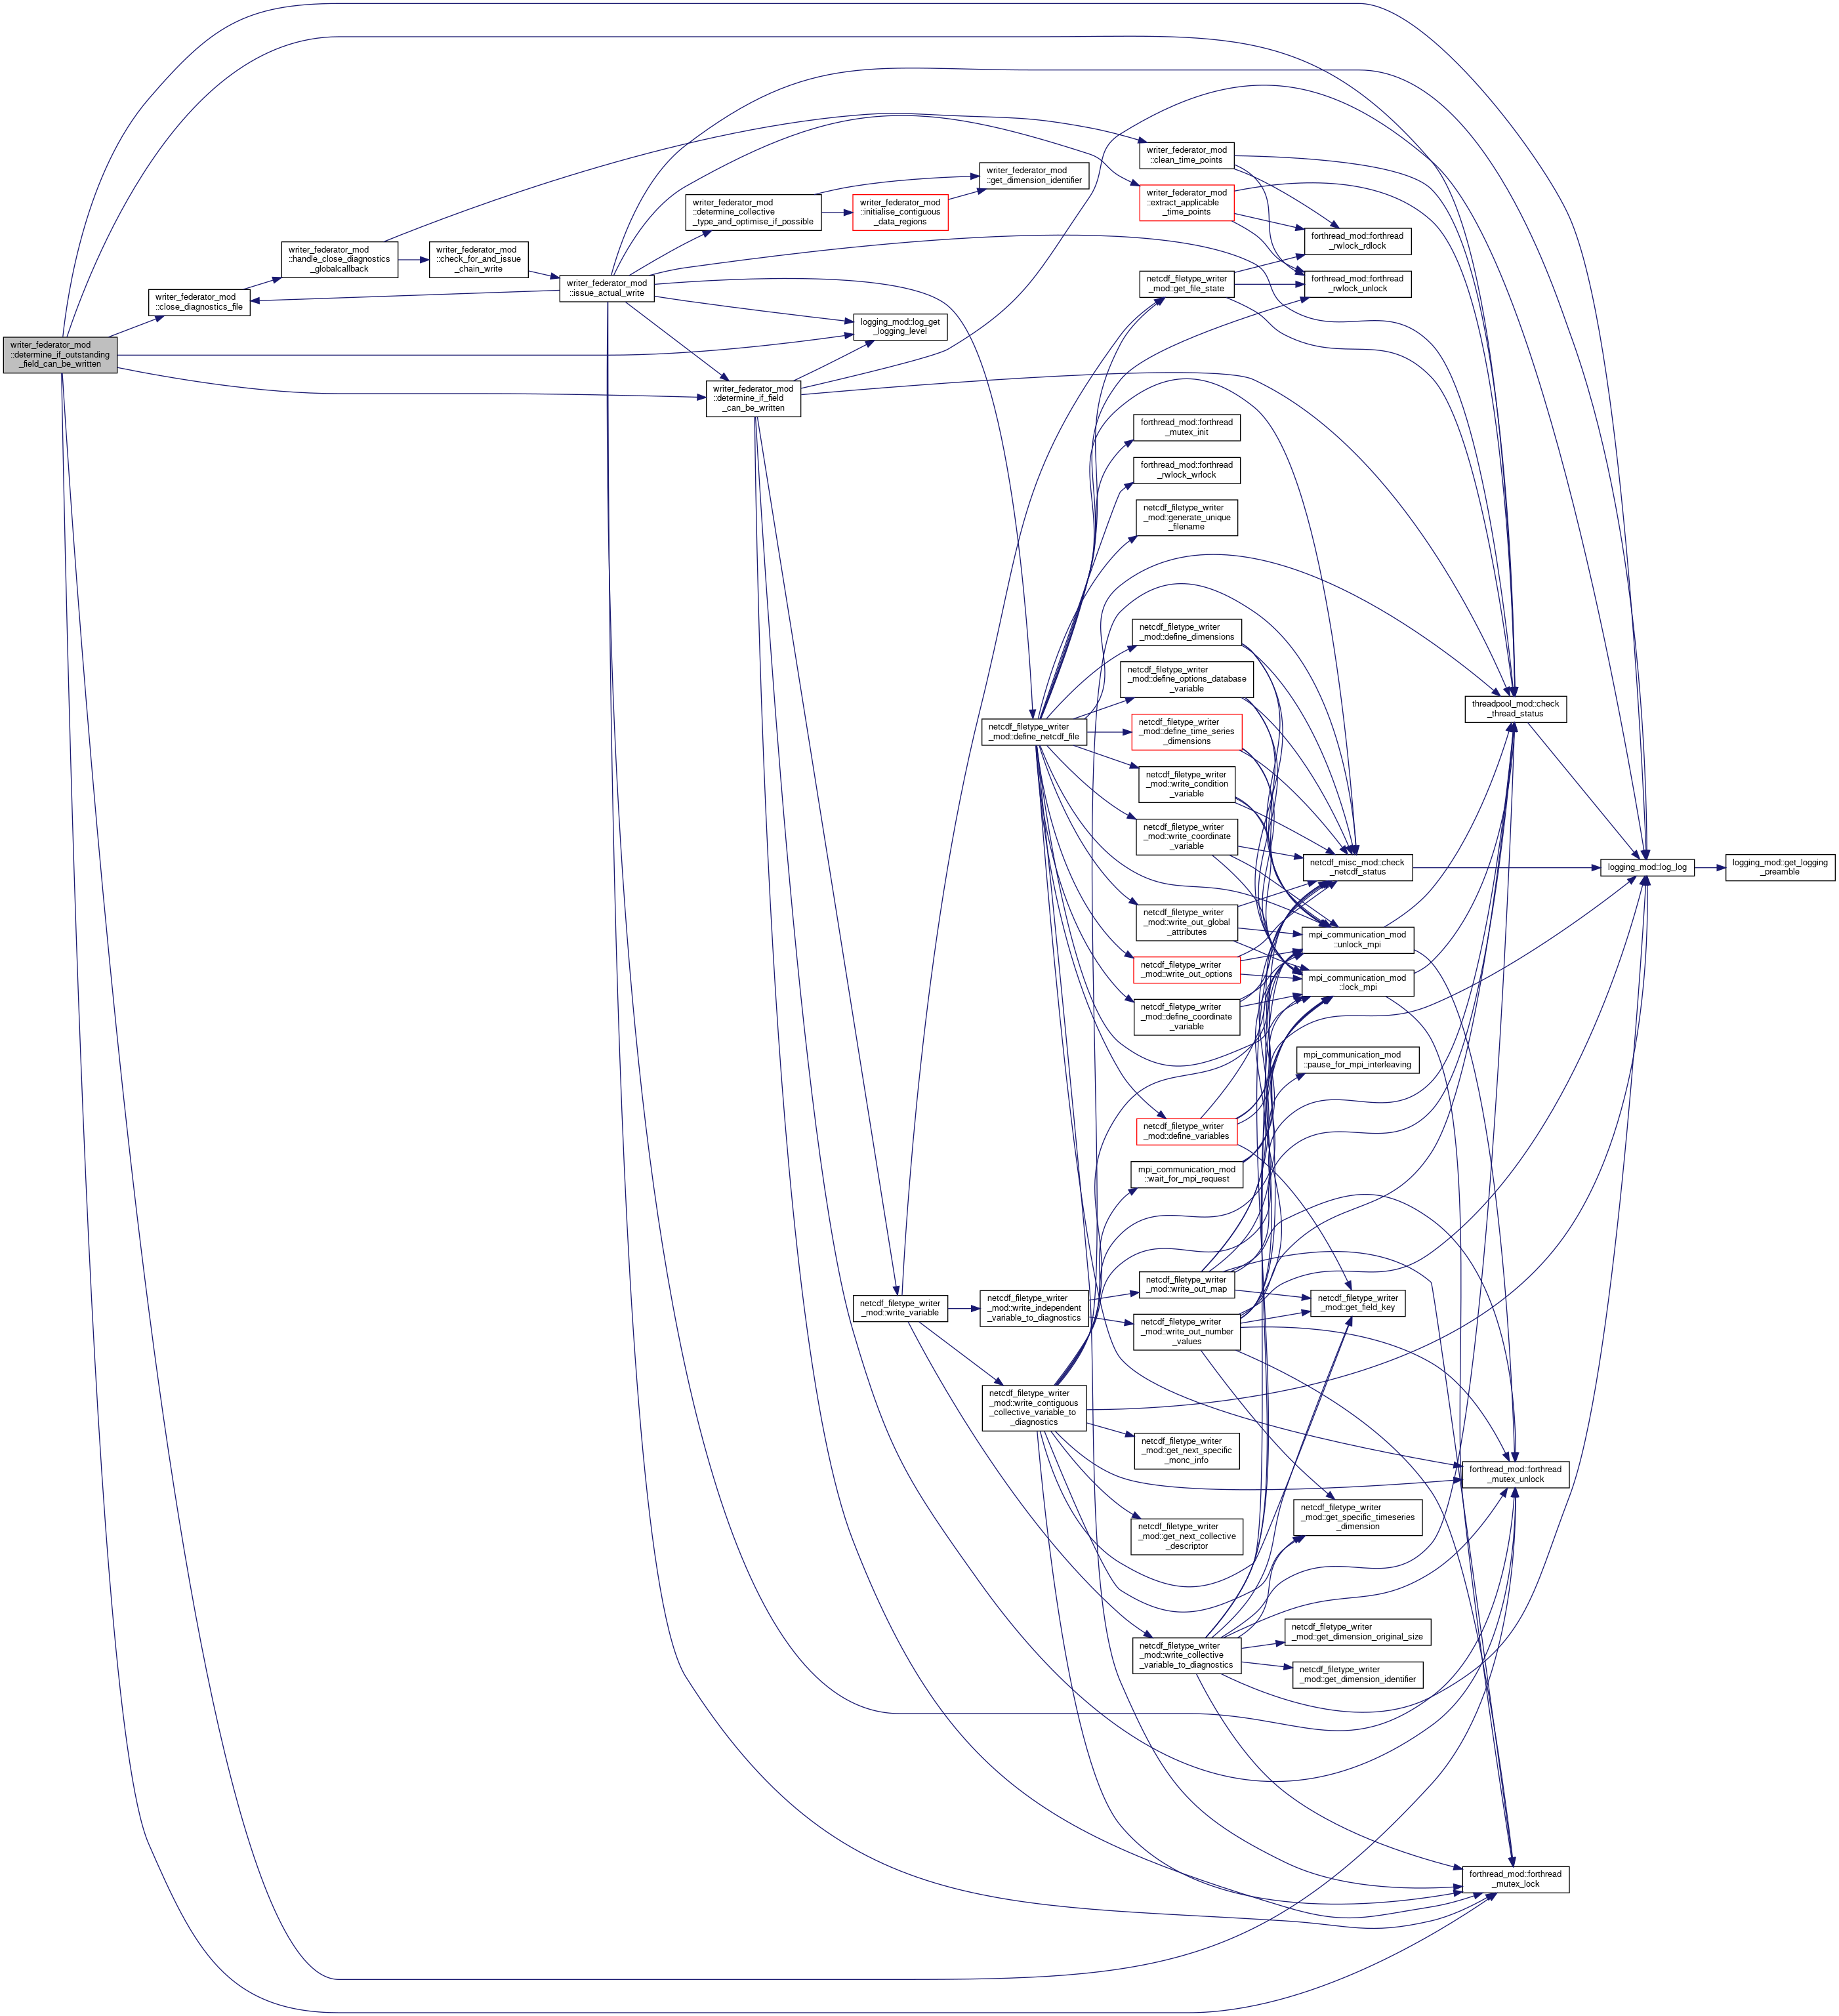 writer_federator_mod
::determine_if_outstanding
_field_can_be_written
writer_federator_mod
::close_diagnostics_file
writer_federator_mod
::handle_close_diagnostics
_globalcallback
writer_federator_mod
::check_for_and_issue
_chain_write
writer_federator_mod
::issue_actual_write
writer_federator_mod
::determine_collective
_type_and_optimise_if_possible
writer_federator_mod
::initialise_contiguous
_data_regions
writer_federator_mod
::get_dimension_identifier
logging_mod::log_get
_logging_level
writer_federator_mod
::determine_if_field
_can_be_written
writer_federator_mod
::clean_time_points
writer_federator_mod
::extract_applicable
_time_points
forthread_mod::forthread
_rwlock_rdlock
forthread_mod::forthread
_rwlock_unlock
netcdf_filetype_writer
_mod::get_file_state
forthread_mod::forthread
_mutex_init
forthread_mod::forthread
_rwlock_wrlock
netcdf_filetype_writer
_mod::generate_unique
_filename
netcdf_filetype_writer
_mod::define_dimensions
netcdf_filetype_writer
_mod::define_options_database
_variable
netcdf_filetype_writer
_mod::define_netcdf_file
netcdf_filetype_writer
_mod::define_time_series
_dimensions
netcdf_filetype_writer
_mod::write_condition
_variable
netcdf_filetype_writer
_mod::write_coordinate
_variable
netcdf_filetype_writer
_mod::write_out_global
_attributes
netcdf_filetype_writer
_mod::write_out_options
netcdf_filetype_writer
_mod::define_coordinate
_variable
netcdf_filetype_writer
_mod::define_variables
mpi_communication_mod
::wait_for_mpi_request
netcdf_misc_mod::check
_netcdf_status
mpi_communication_mod
::unlock_mpi
mpi_communication_mod
::lock_mpi
mpi_communication_mod
::pause_for_mpi_interleaving
threadpool_mod::check
_thread_status
logging_mod::log_log
logging_mod::get_logging
_preamble
netcdf_filetype_writer
_mod::write_variable
netcdf_filetype_writer
_mod::write_independent
_variable_to_diagnostics
netcdf_filetype_writer
_mod::write_out_map
netcdf_filetype_writer
_mod::write_out_number
_values
netcdf_filetype_writer
_mod::get_field_key
netcdf_filetype_writer
_mod::write_contiguous
_collective_variable_to
_diagnostics
netcdf_filetype_writer
_mod::get_next_specific
_monc_info
netcdf_filetype_writer
_mod::get_next_collective
_descriptor
netcdf_filetype_writer
_mod::get_specific_timeseries
_dimension
forthread_mod::forthread
_mutex_unlock
netcdf_filetype_writer
_mod::write_collective
_variable_to_diagnostics
netcdf_filetype_writer
_mod::get_dimension_original_size
netcdf_filetype_writer
_mod::get_dimension_identifier
forthread_mod::forthread
_mutex_lock